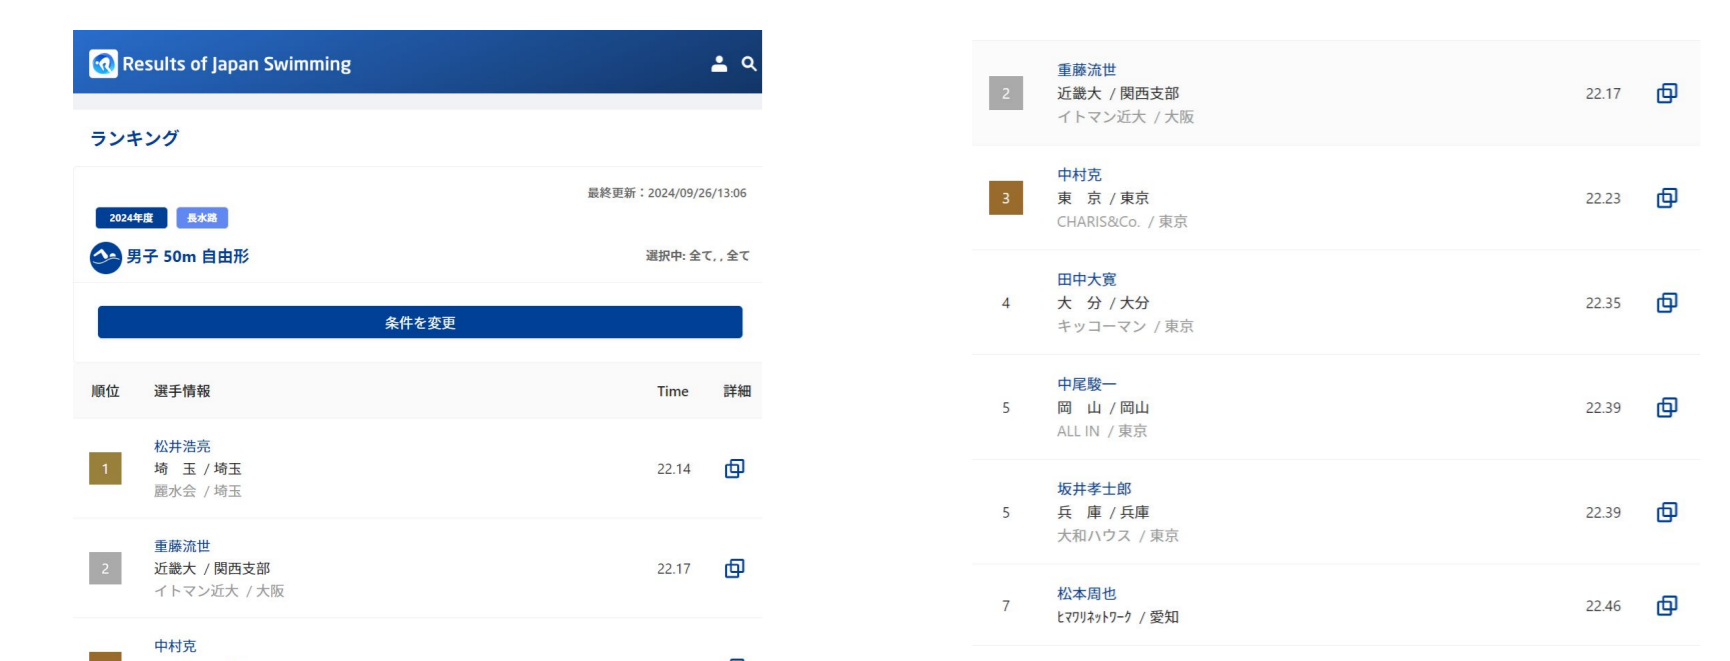 Results of Japan Swimming
ランキング
最終更新：2024/09/26/13:06
2024年度 長水路
男子 50m 自由形 選択中: 全て, , 全て
条件を変更
順位 選手情報 Time 詳細
松井浩亮
1 埼　玉 / 埼玉 22.14
麗水会 / 埼玉
重藤流世
2 近畿大 / 関西支部 22.17
イトマン近大 / 大阪
中村克
重藤流世
2 近畿大 / 関西支部 22.17
イトマン近大 / 大阪
中村克
3 東　京 / 東京 22.23
CHARIS&Co. / 東京
田中大寛
4 大　分 / 大分 22.35
キッコーマン / 東京
中尾駿一
5 岡　山 / 岡山 22.39
ALL IN / 東京
坂井孝士郎
5 兵　庫 / 兵庫 22.39
大和ハウス / 東京
松本周也
7 ﾋﾏﾜﾘﾈｯﾄﾜｰｸ / 愛知 22.46